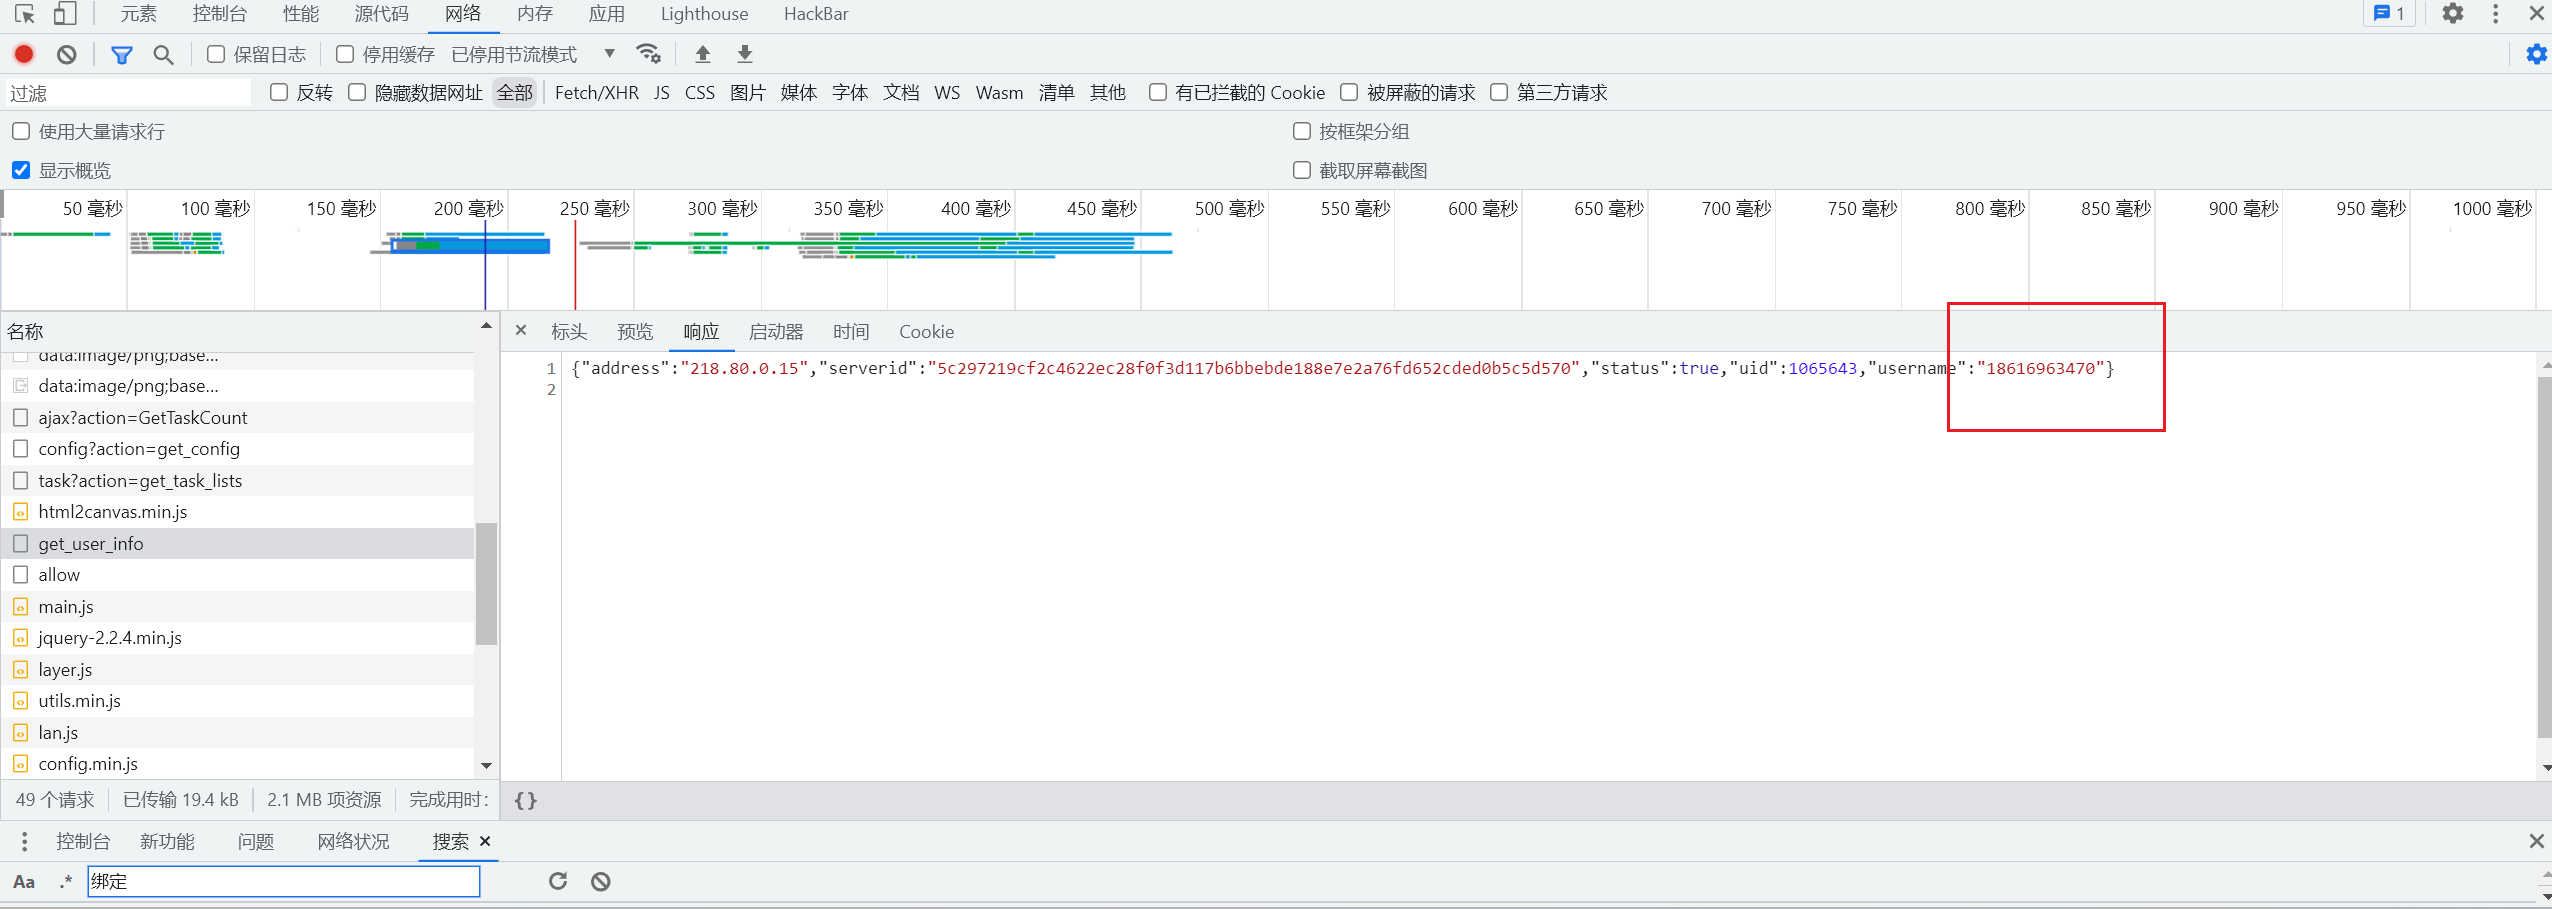 元素 控制台 性能 源代码 网络 内存 应用 Lighthouse HackBar 1
保留日志 停用缓存 已停用节流模式
过滤 反转 隐藏数据网址 全部 Fetch/XHR JS CSS 图片 媒体 字体 文档 WS Wasm 清单 其他 有已拦截的 Cookie 被屏蔽的请求 第三方请求
使用大量请求行 按框架分组
显示概览 截取屏幕截图
50 毫秒 100 毫秒 150 毫秒 200 毫秒 250 毫秒 300 毫秒 350 毫秒 400 毫秒 450 毫秒 500 毫秒 550 毫秒 600 毫秒 650 毫秒 700 毫秒 750 毫秒 800 毫秒 850 毫秒 900 毫秒 950 毫秒 1000 毫秒
名称
data:image/png;base...
data:image/png;base...
ajax?action=GetTaskCount
config?action=get_config
task?action=get_task_lists
html2canvas.min.js
get_user_info
allow
main.js
jquery-2.2.4.min.js
layer.js
utils.min.js
lan.js
config.min.js
× 标头 预览 响应 启动器 时间 Cookie
1 {"address":"218.80.0.15","serverid":"5c297219cf2c4622ec28f0f3d117b6bbebde188e7e2a76fd652cded0b5c5d570","status":true,"uid":1065643,"username":"18616963470"}
2
49 个请求 已传输 19.4 kB 2.1 MB 项资源 完成用时: {}
控制台 新功能 问题 网络状况 搜索 ×
Aa .* 绑定